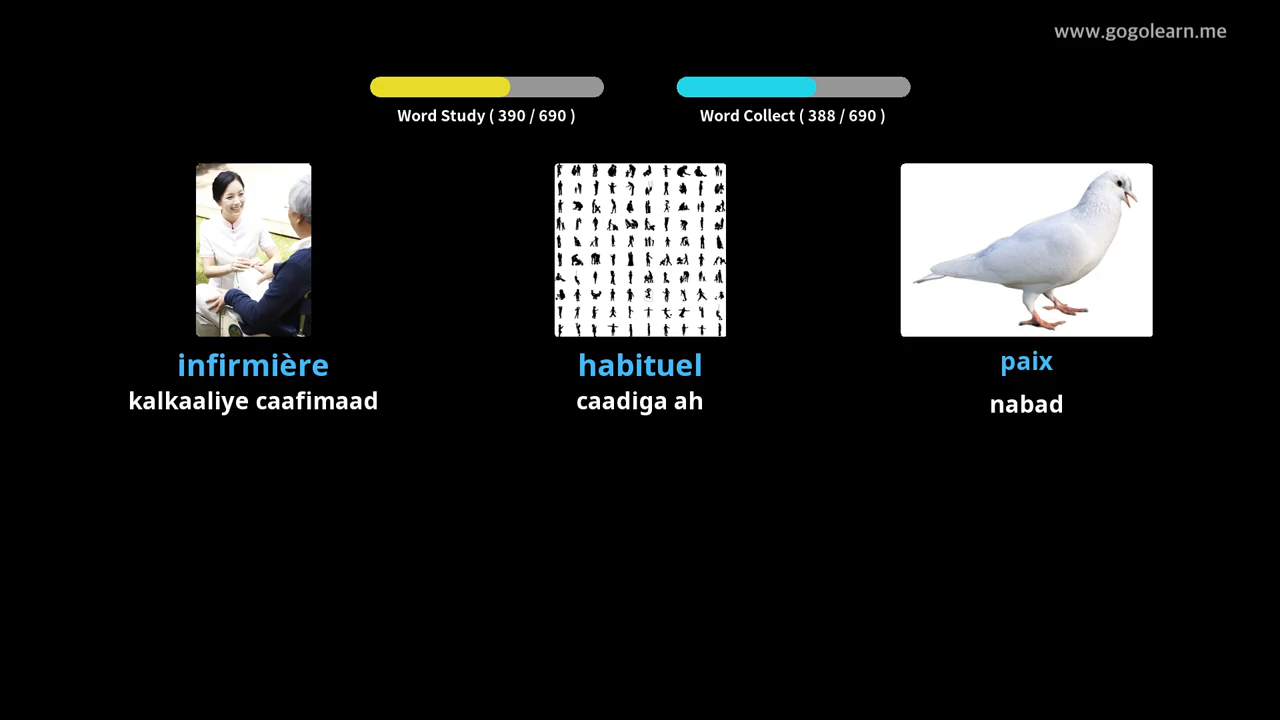 www.gogolearn.me
Word Study ( 390 / 690 )
Word Collect ( 388 / 690 )
infirmière
kalkaaliye caafimaad
habituel
caadiga ah
paix
nabad